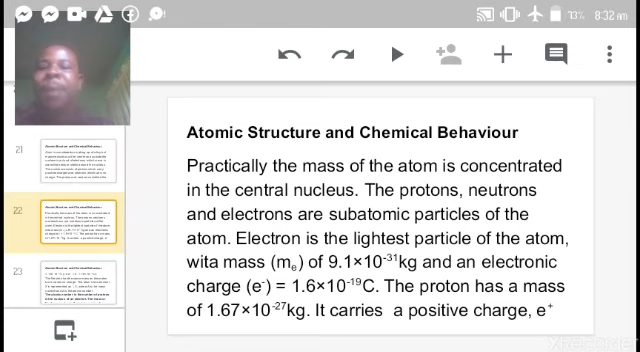 73% 8:32 am
21
22
23
Atomic Structure and Chemical Behaviour
Practically the mass of the atom is concentrated
in the central nucleus. The protons, neutrons
and electrons are subatomic particles of the
atom. Electron is the lightest particle of the atom,
wita mass (mₑ) of 9.1×10⁻³¹kg and an electronic
charge (e⁻) = 1.6×10⁻¹⁹C. The proton has a mass
of 1.67×10⁻²⁷kg. It carries a positive charge, e⁺